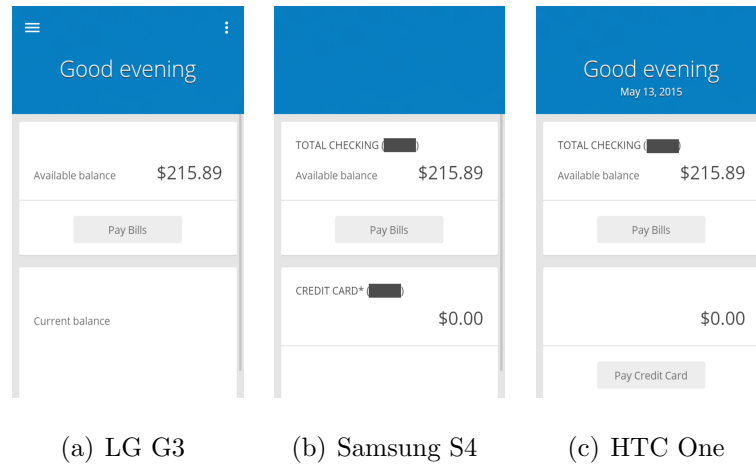 Good evening
Available balance $215.89
Pay Bills
Current balance
(a) LG G3
TOTAL CHECKING ( )
Available balance $215.89
Pay Bills
CREDIT CARD* ( )
$0.00
(b) Samsung S4
Good evening
May 13, 2015
TOTAL CHECKING ( )
Available balance $215.89
Pay Bills
$0.00
Pay Credit Card
(c) HTC One